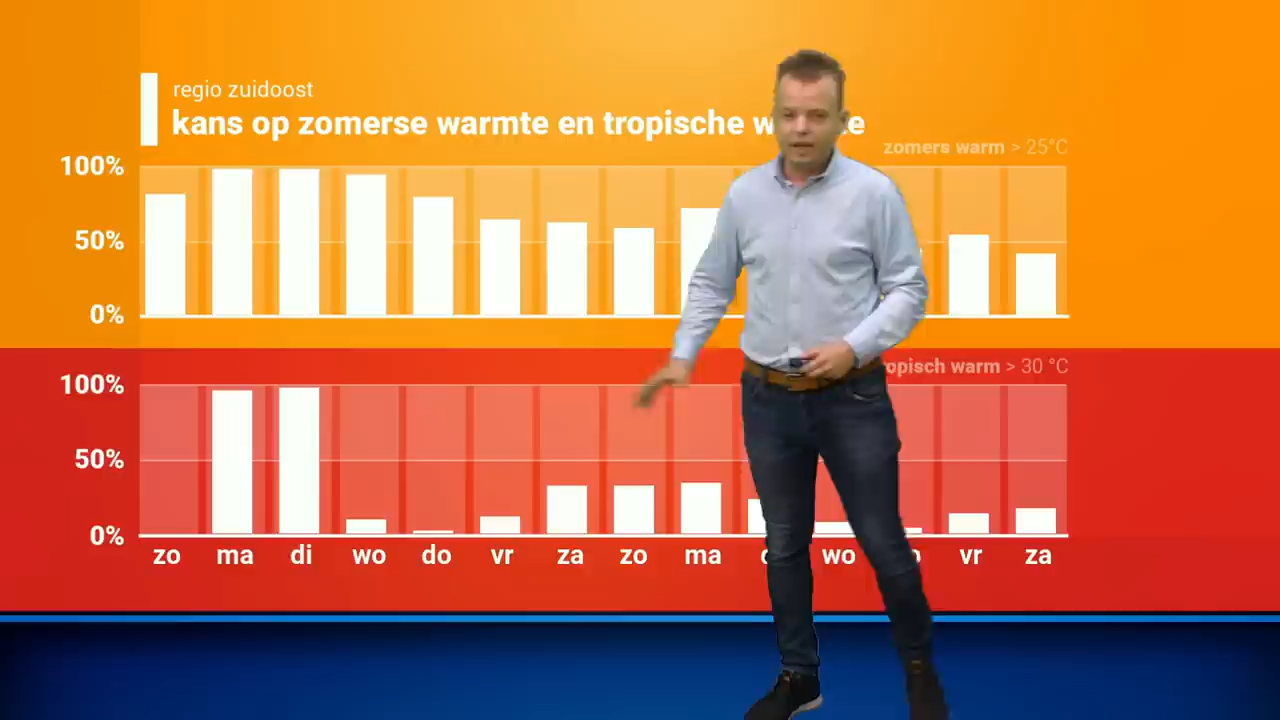 regio zuidoost
kans op zomerse warmte en tropische
zomers warm > 25°C
100%
50%
0%
warm > 30 °C
100%
50%
0%
zo ma di wo do vr za zo ma wo vr za